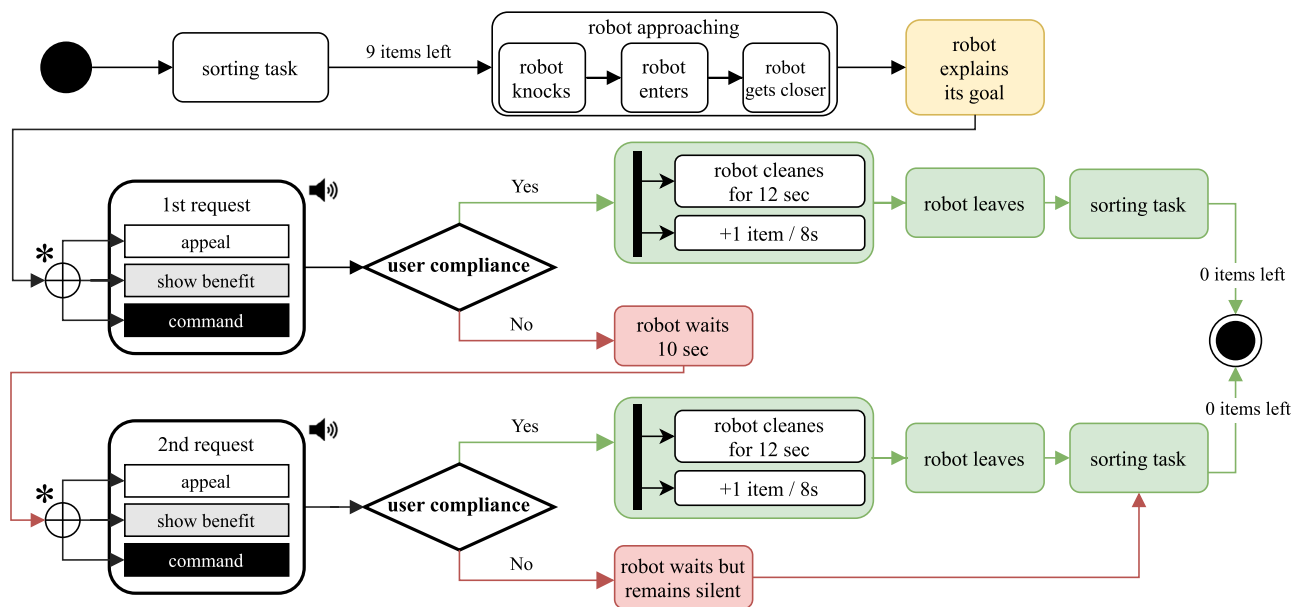 robot approaching
sorting task
9 items left
robot
knocks
robot
enters
robot
gets closer
robot
explains
its goal
1st request
*
appeal
show benefit
command
user compliance
Yes
No
robot cleanes
for 12 sec
+1 item / 8s
robot leaves
sorting task
0 items left
robot waits
10 sec
2nd request
*
appeal
show benefit
command
user compliance
Yes
No
robot cleanes
for 12 sec
+1 item / 8s
robot leaves
sorting task
0 items left
robot waits but
remains silent